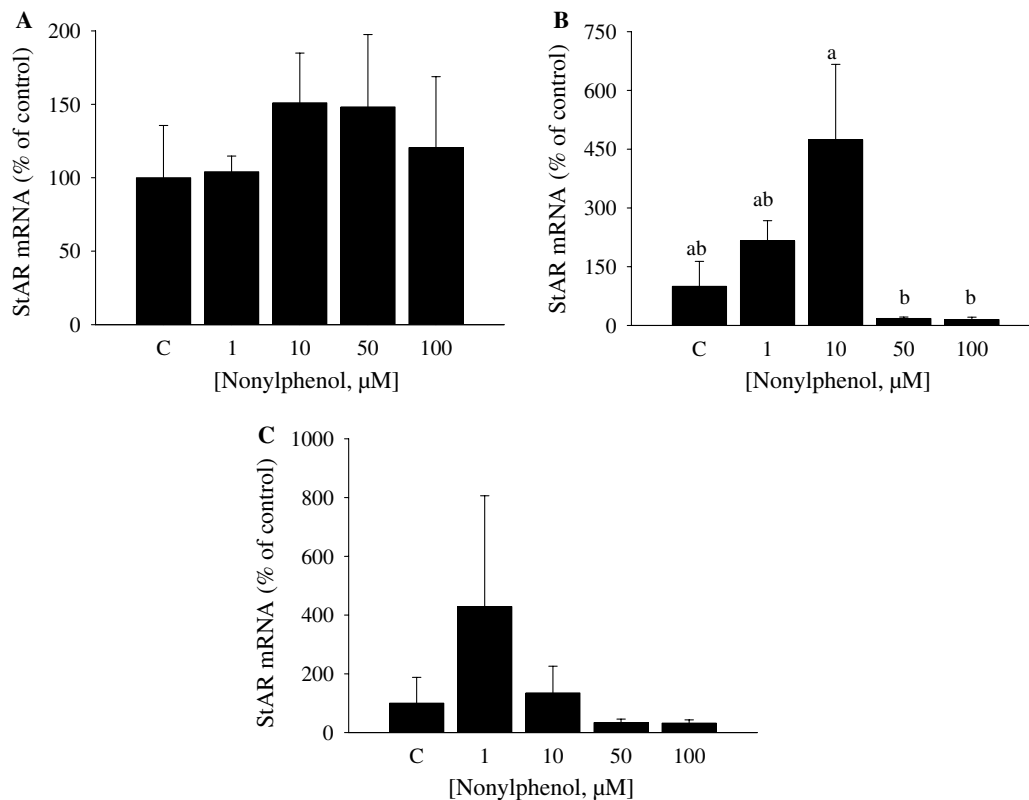 A
StAR mRNA (% of control)
200
150
100
50
0
C 1 10 50 100
[Nonylphenol, µM]
B
StAR mRNA (% of control)
750
600
450
300
150
0
ab ab a b b
C 1 10 50 100
[Nonylphenol, µM]
C
StAR mRNA (% of control)
1000
800
600
400
200
0
C 1 10 50 100
[Nonylphenol, µM]